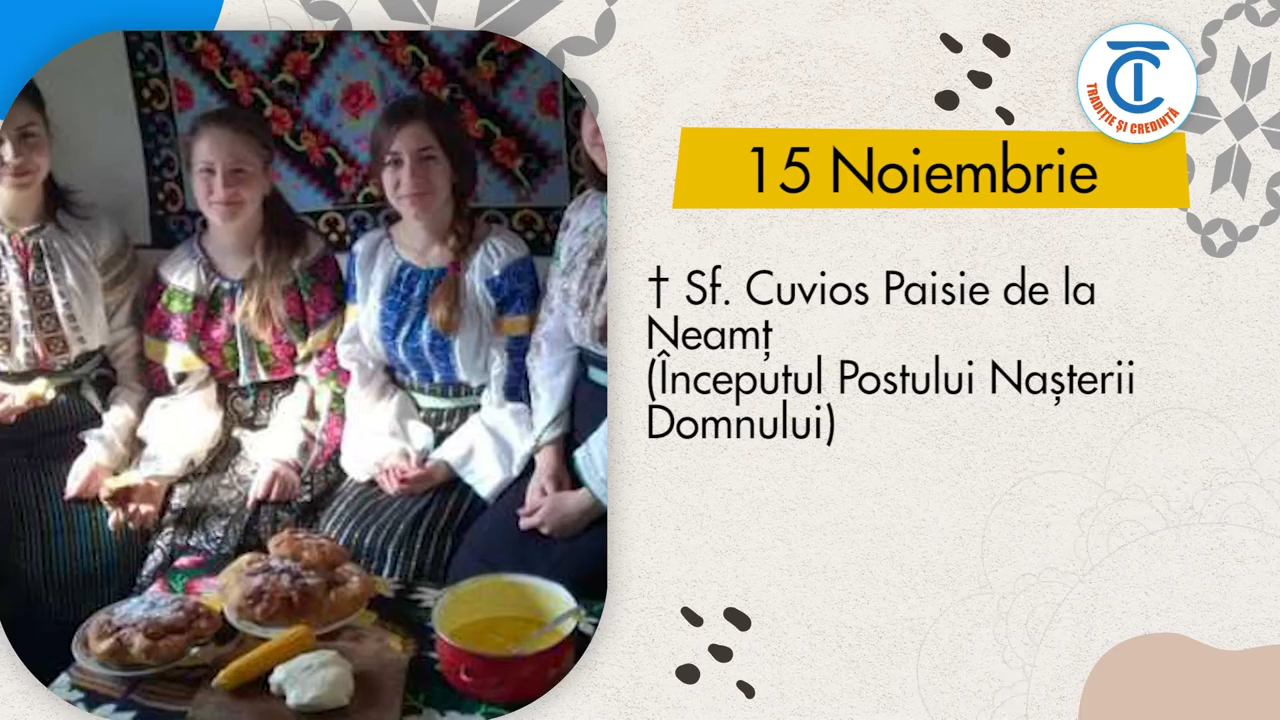 TRADIȚIE ȘI CREDINȚĂ
15 Noiembrie
† Sf. Cuvios Paisie de la
Neamț
(Începutul Postului Nașterii
Domnului)